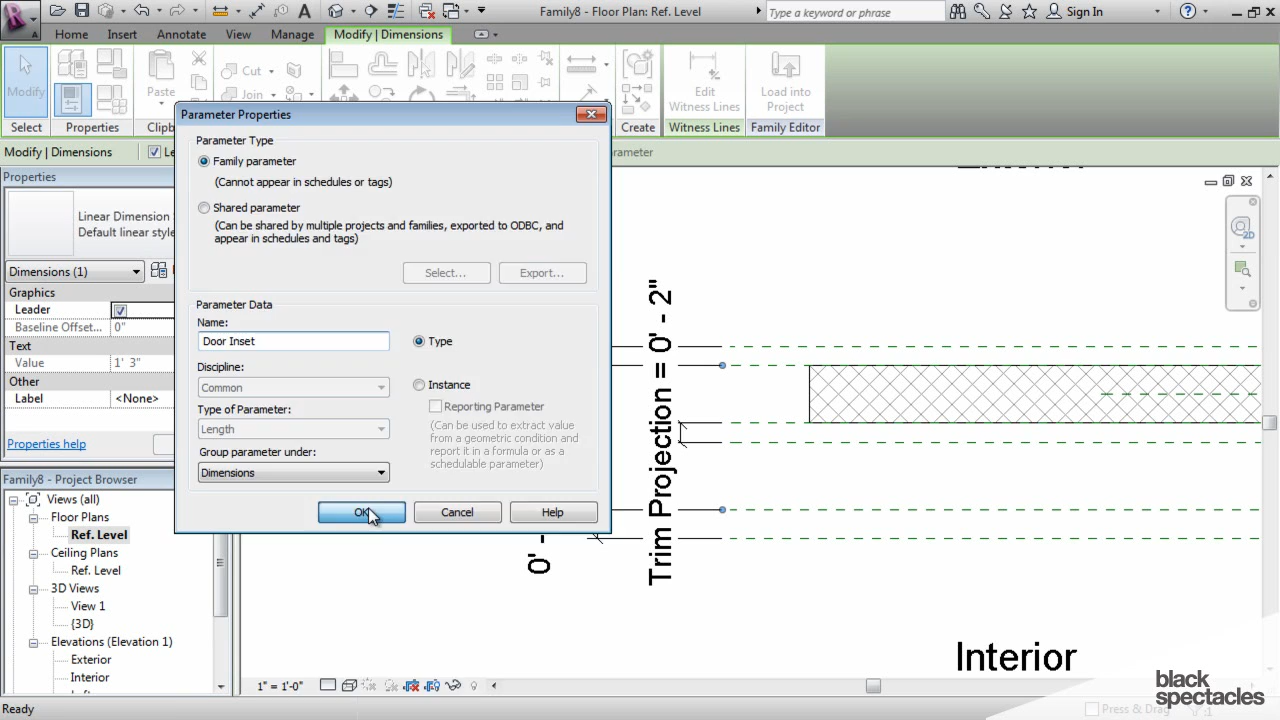 Family8 - Floor Plan: Ref. Level
Type a keyword or phrase
Sign In
Home
Insert
Annotate
View
Manage
Modify | Dimensions
Modify
Paste
Cut
Join
Edit
Witness Lines
Load into
Project
Select
Properties
Clipb
Create
Witness Lines
Family Editor
Modify | Dimensions
Le
arameter
Properties
Linear Dimension
Default linear style
Dimensions (1)
Graphics
Leader
Baseline Offset...
0"
Text
Value
1' 3"
Other
Label
<None>
Properties help
Family8 - Project Browser
Views (all)
Floor Plans
Ref. Level
Ceiling Plans
Ref. Level
3D Views
View 1
{3D}
Elevations (Elevation 1)
Exterior
Interior
Parameter Properties
Parameter Type
Family parameter
(Cannot appear in schedules or tags)
Shared parameter
(Can be shared by multiple projects and families, exported to ODBC, and
appear in schedules and tags)
Select...
Export...
Parameter Data
Name:
Door Inset
Type
Discipline:
Common
Instance
Reporting Parameter
Type of Parameter:
Length
(Can be used to extract value
from a geometric condition and
report it in a formula or as a
schedulable parameter)
Group parameter under:
Dimensions
OK
Cancel
Help
Trim Projection = 0' - 2"
0' -
2D
Interior
1" = 1'-0"
Ready
Press & Drag
:1
black
spectacles